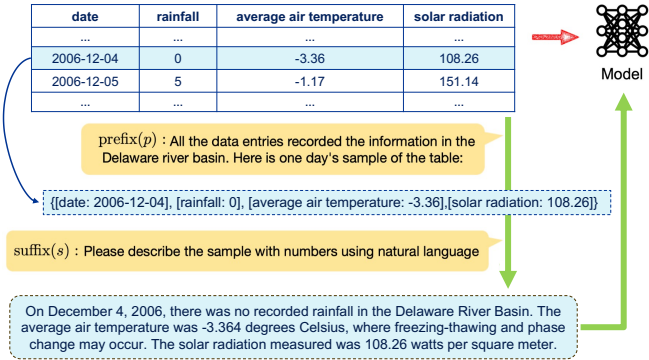 date rainfall average air temperature solar radiation
... ... ... ...
2006-12-04 0 -3.36 108.26
2006-12-05 5 -1.17 151.14
... ... ... ...
Model
prefix(p) : All the data entries recorded the information in the
Delaware river basin. Here is one day's sample of the table:
{[date: 2006-12-04], [rainfall: 0], [average air temperature: -3.36],[solar radiation: 108.26]}
suffix(s) : Please describe the sample with numbers using natural language
On December 4, 2006, there was no recorded rainfall in the Delaware River Basin. The
average air temperature was -3.364 degrees Celsius, where freezing-thawing and phase
change may occur. The solar radiation measured was 108.26 watts per square meter.